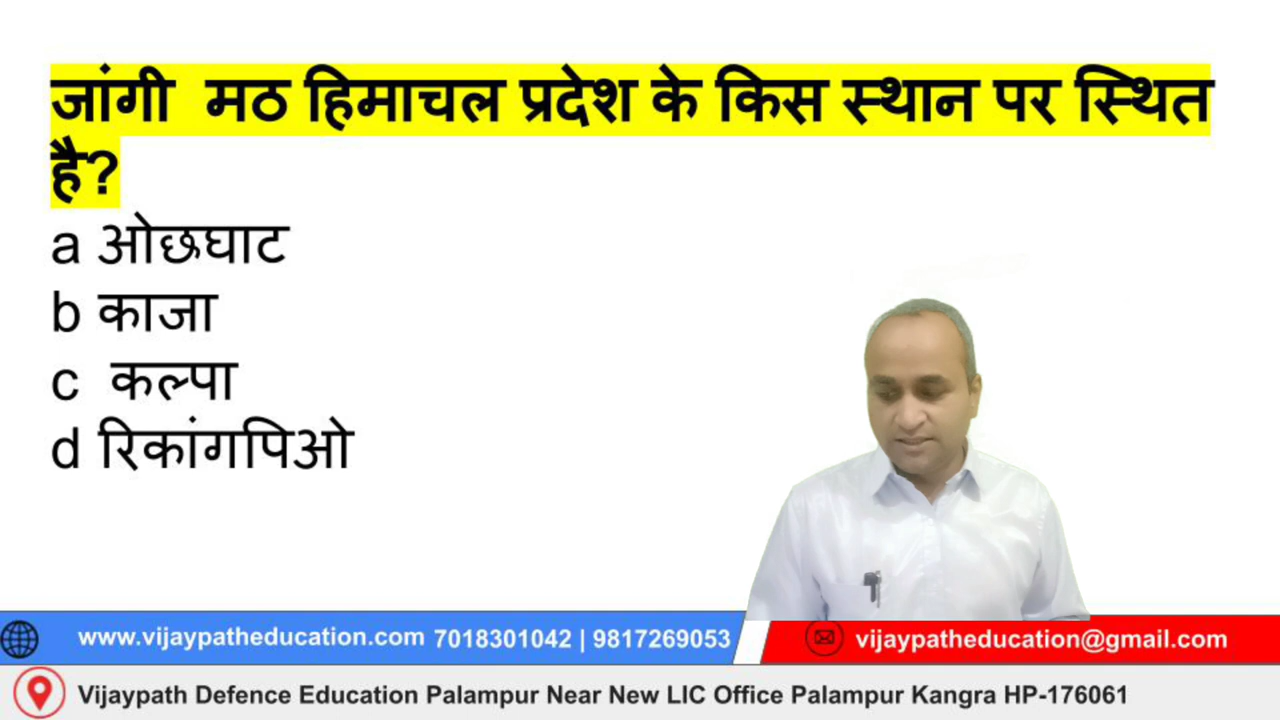 जांगी मठ हिमाचल प्रदेश के किस स्थान पर स्थित
है?
a ओछघाट
b काजा
c कल्पा
d रिकांगपिओ
www.vijaypatheducation.com 7018301042 | 9817269053
vijaypatheducation@gmail.com
Vijaypath Defence Education Palampur Near New LIC Office Palampur Kangra HP-176061